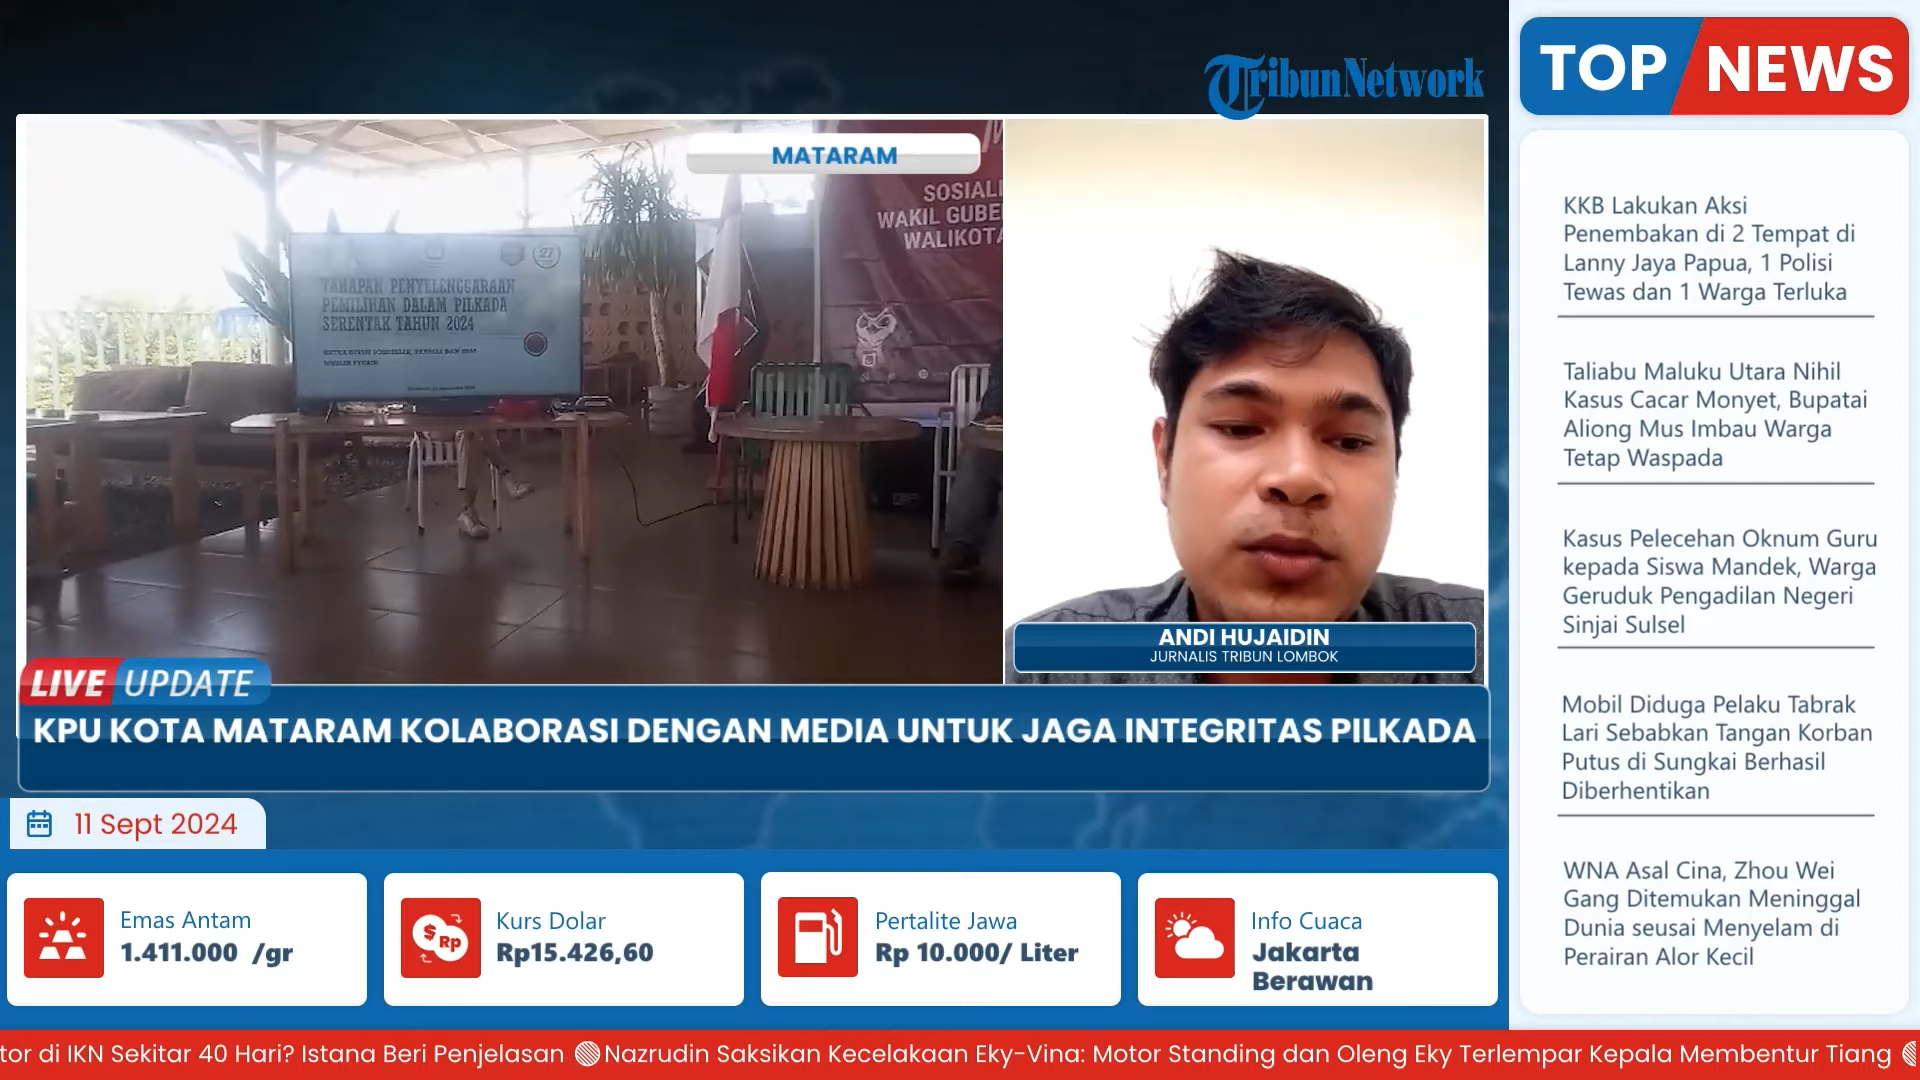 TribunNetwork
TOP NEWS
MATARAM
SOSIALI
WAKIL GUBE
WALIKOTA
27
TAHAPAN PENYELENGGARAAN
PEMILIHAN DALAM PILKADA
SERENTAK TAHUN 2024
ANDI HUJAIDIN
JURNALIS TRIBUN LOMBOK
LIVE UPDATE
KPU KOTA MATARAM KOLABORASI DENGAN MEDIA UNTUK JAGA INTEGRITAS PILKADA
11 Sept 2024
Emas Antam
1.411.000 /gr
$ Rp
Kurs Dolar
Rp15.426,60
Pertalite Jawa
Rp 10.000/ Liter
Info Cuaca
Jakarta
Berawan
KKB Lakukan Aksi
Penembakan di 2 Tempat di
Lanny Jaya Papua, 1 Polisi
Tewas dan 1 Warga Terluka
Taliabu Maluku Utara Nihil
Kasus Cacar Monyet, Bupatai
Aliong Mus Imbau Warga
Tetap Waspada
Kasus Pelecehan Oknum Guru
kepada Siswa Mandek, Warga
Geruduk Pengadilan Negeri
Sinjai Sulsel
Mobil Diduga Pelaku Tabrak
Lari Sebabkan Tangan Korban
Putus di Sungkai Berhasil
Diberhentikan
WNA Asal Cina, Zhou Wei
Gang Ditemukan Meninggal
Dunia seusai Menyelam di
Perairan Alor Kecil
tor di IKN Sekitar 40 Hari? Istana Beri Penjelasan Nazrudin Saksikan Kecelakaan Eky-Vina: Motor Standing dan Oleng Eky Terlempar Kepala Membentur Tiang